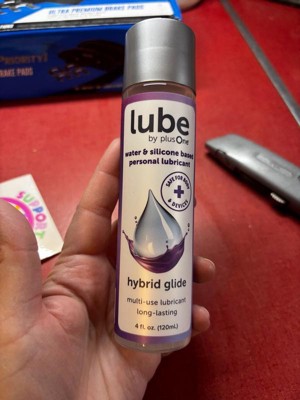 ULTRA PREMIUM BRAKE PADS
BRAKE PADS
SUPPORT
lube
by plusOne
water & silicone based
personal lubricant
SAFE FOR BODY
+
& DEVICES
hybrid glide
multi-use lubricant
long-lasting
4 fl. oz. (120mL)